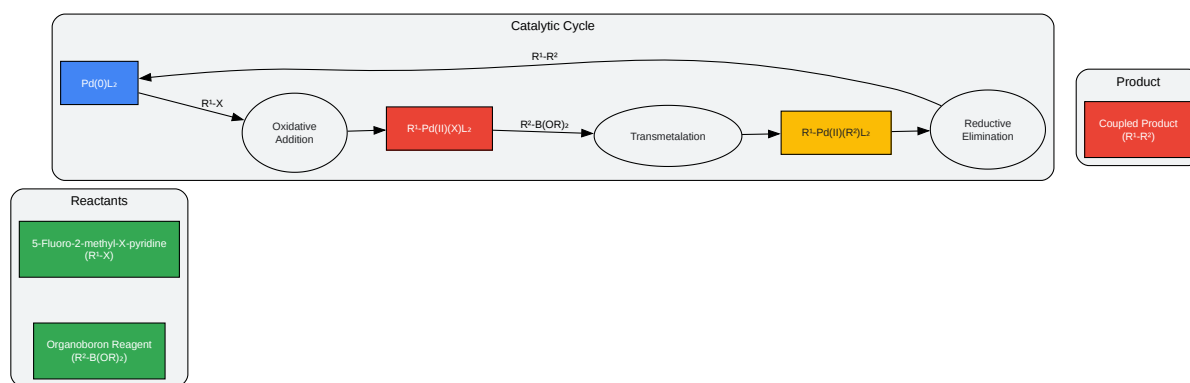 Catalytic Cycle
R¹-R²
Pd(0)L₂
R¹-X
Oxidative
Addition
R¹-Pd(II)(X)L₂
R²-B(OR)₂
Transmetalation
R¹-Pd(II)(R²)L₂
Reductive
Elimination
Product
Coupled Product
(R¹-R²)
Reactants
5-Fluoro-2-methyl-X-pyridine
(R¹-X)
Organoboron Reagent
(R²-B(OR)₂)